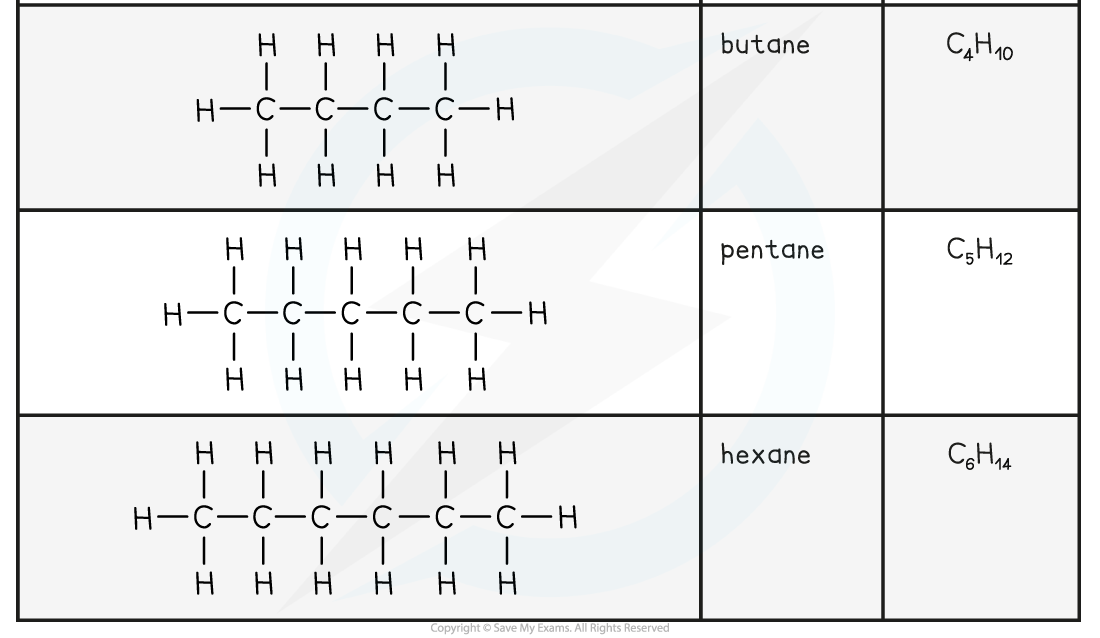 H H H H
H—C—C—C—C—H
H H H H
butane
C₄H₁₀
H H H H H
H—C—C—C—C—C—H
H H H H H
pentane
C₅H₁₂
H H H H H H
H—C—C—C—C—C—C—H
H H H H H H
hexane
C₆H₁₄
Copyright © Save My Exams. All Rights Reserved